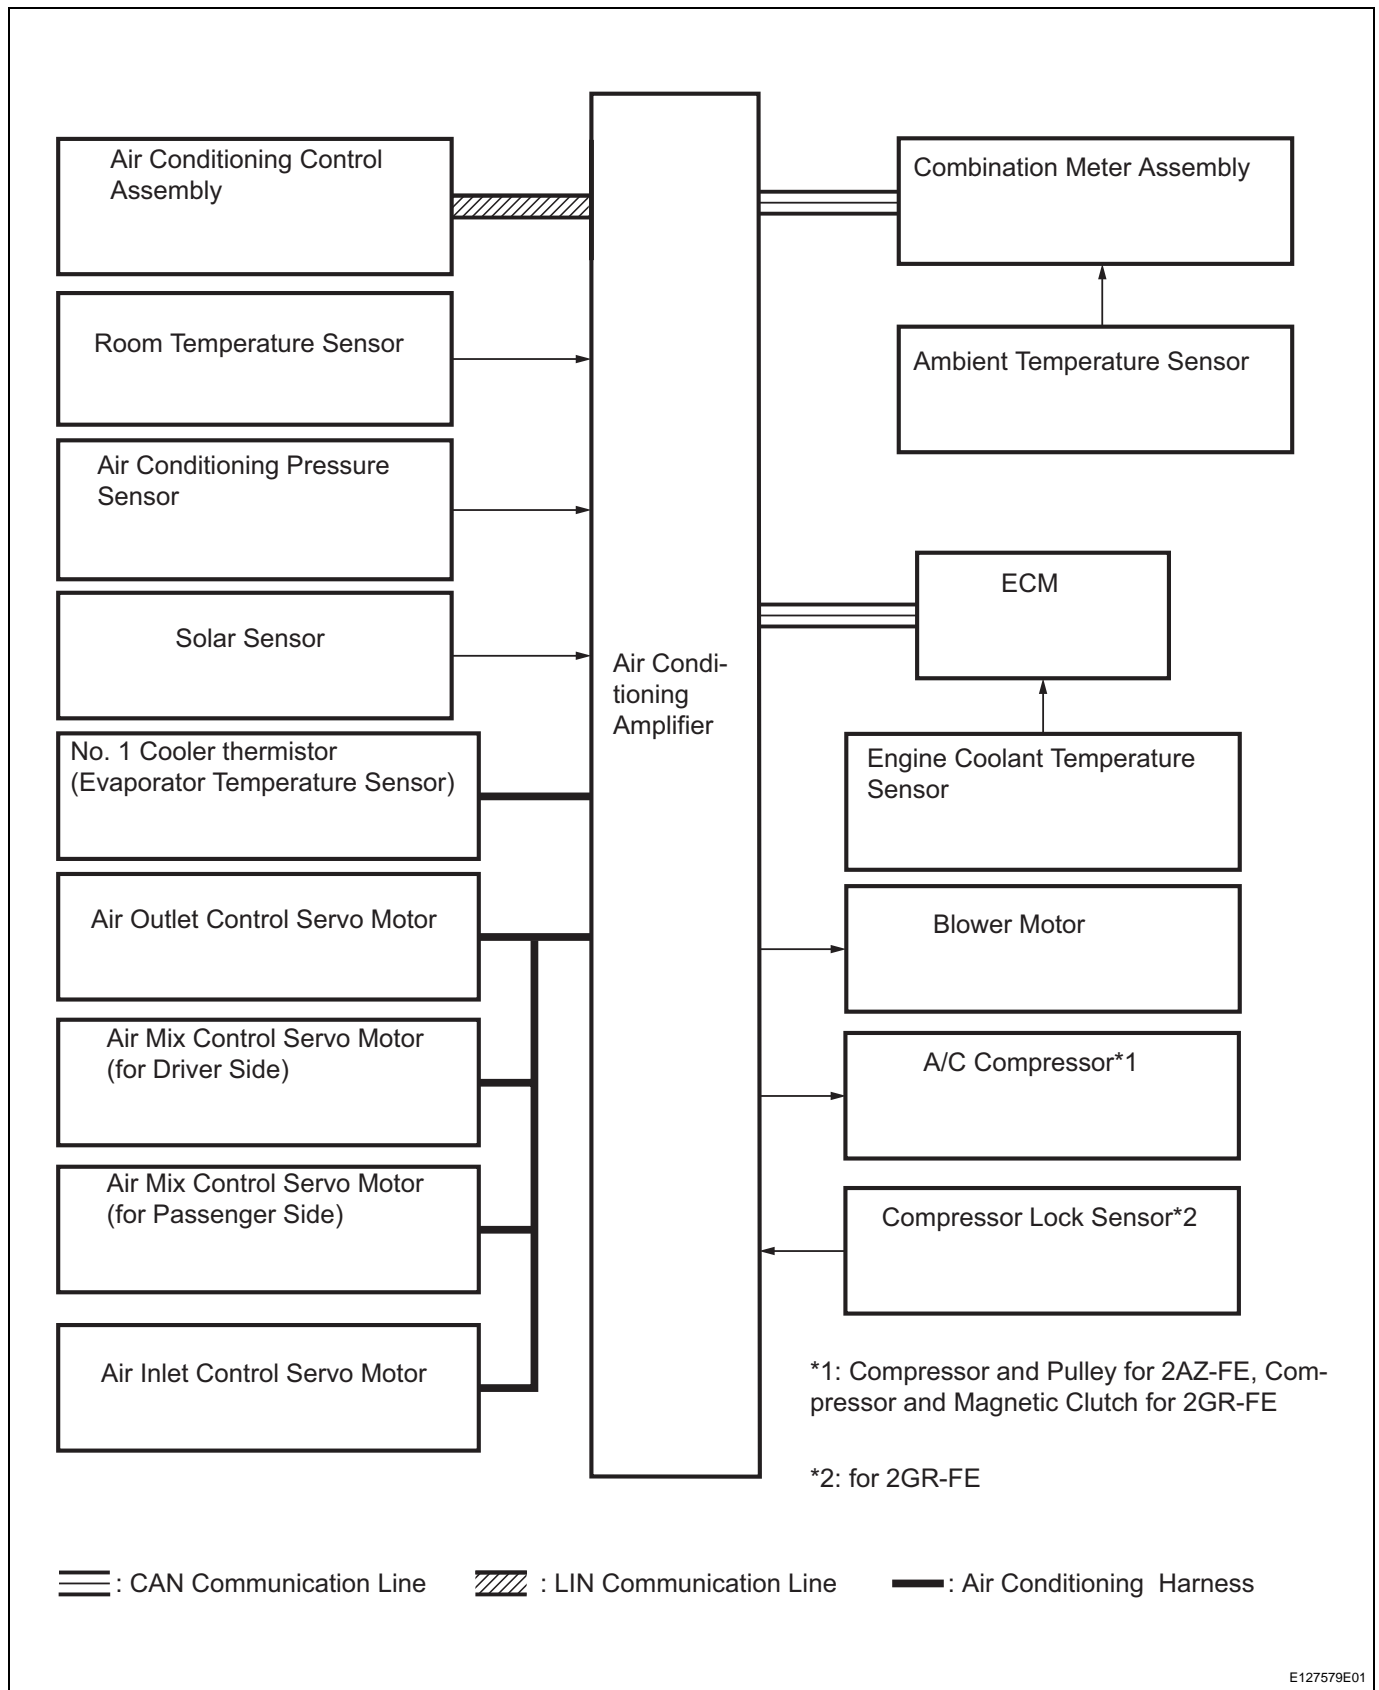 Air Conditioning Control
Assembly
Room Temperature Sensor
Air Conditioning Pressure
Sensor
Solar Sensor
No. 1 Cooler thermistor
(Evaporator Temperature Sensor)
Air Outlet Control Servo Motor
Air Mix Control Servo Motor
(for Driver Side)
Air Mix Control Servo Motor
(for Passenger Side)
Air Inlet Control Servo Motor
Air Condi-
tioning
Amplifier
Combination Meter Assembly
Ambient Temperature Sensor
ECM
Engine Coolant Temperature
Sensor
Blower Motor
A/C Compressor*1
Compressor Lock Sensor*2
*1: Compressor and Pulley for 2AZ-FE, Com-
pressor and Magnetic Clutch for 2GR-FE
*2: for 2GR-FE
: CAN Communication Line
: LIN Communication Line
: Air Conditioning Harness
E127579E01